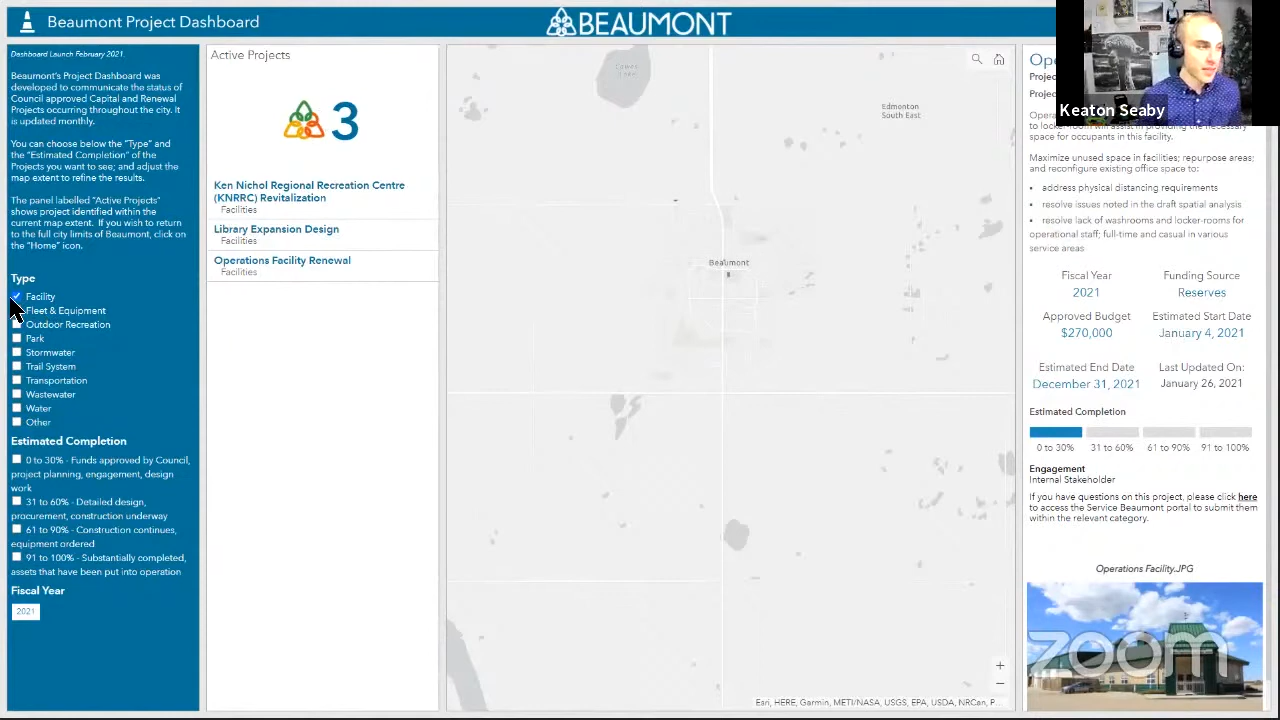 Beaumont Project Dashboard
BEAUMONT
Dashboard Launch February 2021.
Beaumont's Project Dashboard was
developed to communicate the status of
Council approved Capital and Renewal
Projects occurring throughout the city. It
is updated monthly.
You can choose below the "Type" and
the "Estimated Completion" of the
Projects you want to see; and adjust the
map extent to refine the results.
The panel labelled "Active Projects"
shows project identified within the
current map extent. If you wish to return
to the full city limits of Beaumont, click on
the "Home" icon.
Type
Facility
Fleet & Equipment
Outdoor Recreation
Park
Stormwater
Trail System
Transportation
Wastewater
Water
Other
Estimated Completion
0 to 30% - Funds approved by Council,
project planning, engagement, design
work
31 to 60% - Detailed design,
procurement, construction underway
61 to 90% - Construction continues,
equipment ordered
91 to 100% - Substantially completed,
assets that have been put into operation
Fiscal Year
2021
Active Projects
3
Ken Nichol Regional Recreation Centre
(KNRRC) Revitalization
Facilities
Library Expansion Design
Facilities
Operations Facility Renewal
Facilities
Lake
Edmonton
South East
Beaumont
Esri, HERE, Garmin, METI/NASA, USGS, EPA, USDA, NRCan, P...
Keaton Seaby
to locker-room will assist in providing the necessary
space for occupants in this facility.
Maximize unused space in facilities; repurpose areas;
and reconfigure existing office space to:
• address physical distancing requirements
• resolve issues noted in the draft spatial analysis
• resolve lack of washrooms and locker-rooms for
operational staff; full-time and casual in various
service areas
Fiscal Year
2021
Funding Source
Reserves
Approved Budget
$270,000
Estimated Start Date
January 4, 2021
Estimated End Date
December 31, 2021
Last Updated On:
January 26, 2021
Estimated Completion
0 to 30% 31 to 60% 61 to 90% 91 to 100%
Engagement
Internal Stakeholder
If you have questions on this project, please click here
to access the Service Beaumont portal to submit them
within the relevant category.
Operations Facility.JPG
zoom